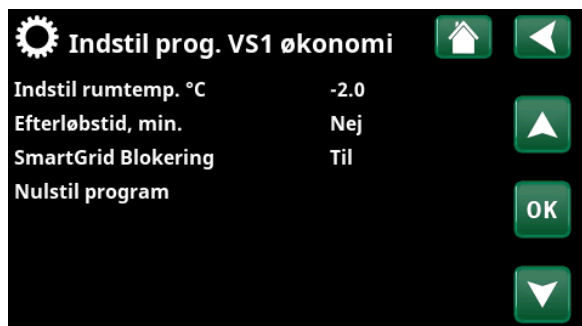 Indstil prog. VS1 økonomi
Indstil rumtemp. °C -2.0
Efterløbstid, min. Nej
SmartGrid Blokering Til
Nulstil program
OK